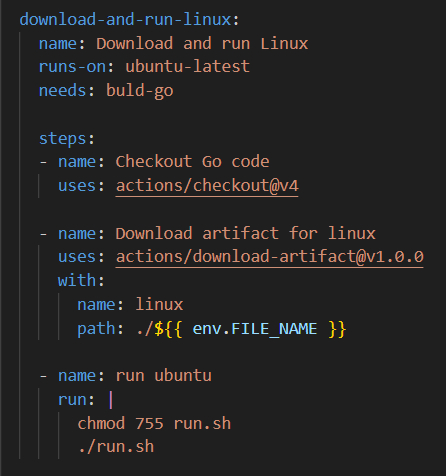 download-and-run-linux:
name: Download and run Linux
runs-on: ubuntu-latest
needs: buld-go
steps:
- name: Checkout Go code
uses: actions/checkout@v4
- name: Download artifact for linux
uses: actions/download-artifact@v1.0.0
with:
name: linux
path: ./${{ env.FILE_NAME }}
- name: run ubuntu
run: |
chmod 755 run.sh
./run.sh